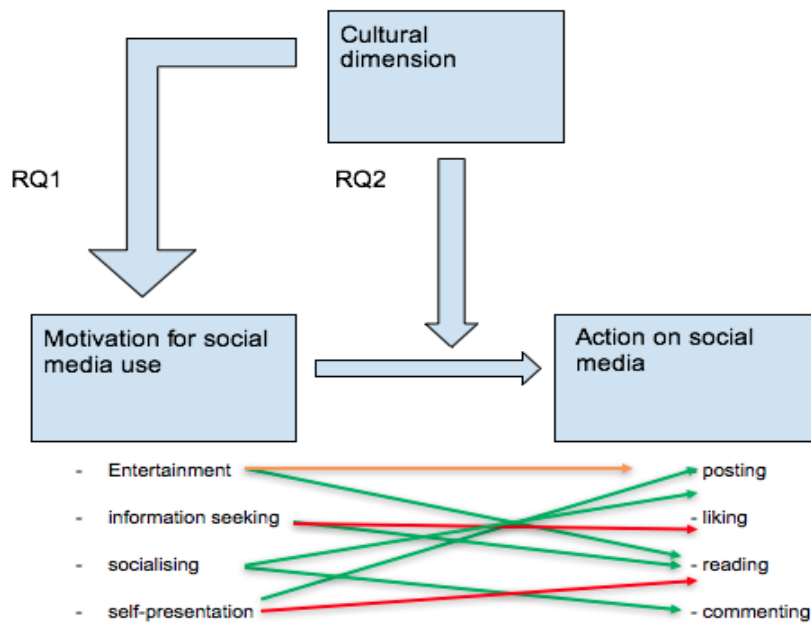 Cultural
dimension
RQ1
RQ2
Motivation for social
media use
Action on social
media
- Entertainment
- posting
- information seeking
- liking
- socialising
- reading
- self-presentation
- commenting